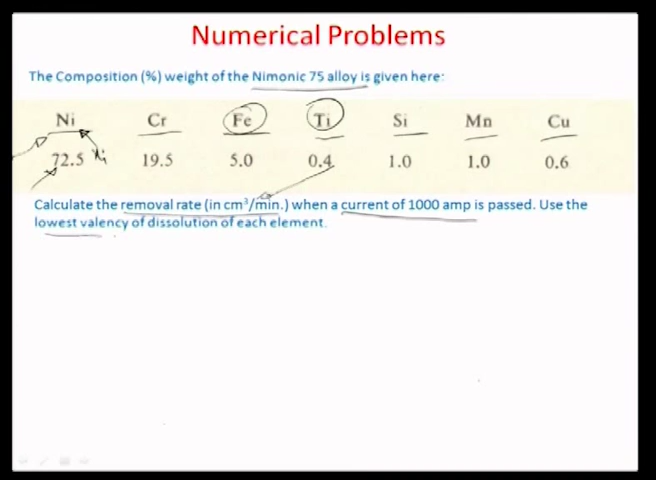 Numerical Problems
The Composition (%) weight of the Nimonic 75 alloy is given here:
Ni Cr Fe Ti Si Mn Cu
72.5 19.5 5.0 0.4 1.0 1.0 0.6
Calculate the removal rate (in cm³/min.) when a current of 1000 amp is passed. Use the
lowest valency of dissolution of each element.